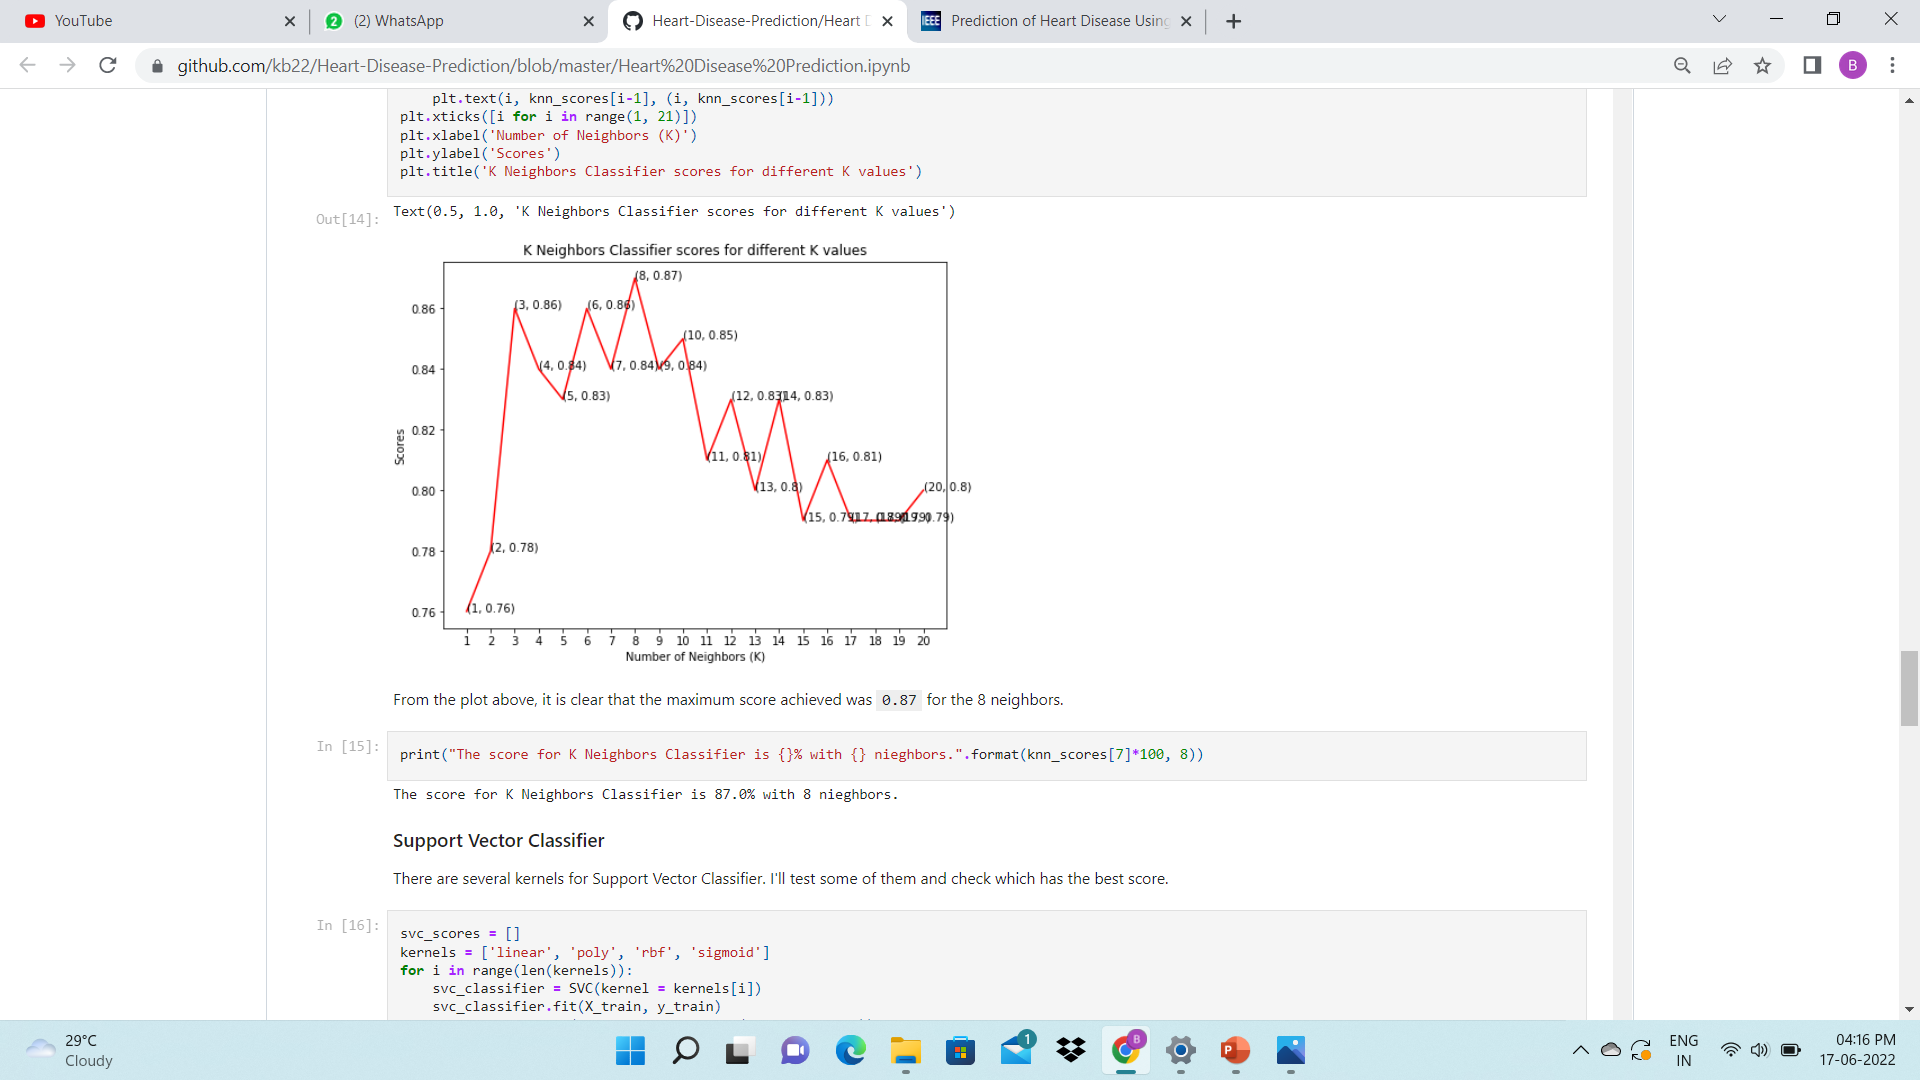 YouTube
(2) WhatsApp
Heart-Disease-Prediction/Heart D
IEEE Prediction of Heart Disease Using
github.com/kb22/Heart-Disease-Prediction/blob/master/Heart%20Disease%20Prediction.ipynb
B
plt.text(i, knn_scores[i-1], (i, knn_scores[i-1]))
plt.xticks([i for i in range(1, 21)])
plt.xlabel('Number of Neighbors (K)')
plt.ylabel('Scores')
plt.title('K Neighbors Classifier scores for different K values')
Out[14]: Text(0.5, 1.0, 'K Neighbors Classifier scores for different K values')
K Neighbors Classifier scores for different K values
(8, 0.87)
0.86 (3, 0.86) (6, 0.86)
(10, 0.85)
0.84 (4, 0.84) (7, 0.84) (9, 0.84)
(5, 0.83) (12, 0.83) (14, 0.83)
0.82
Scores
(11, 0.81) (16, 0.81)
0.80 (13, 0.8) (20, 0.8)
(15, 0.79)
0.78 (2, 0.78)
0.76 (1, 0.76)
1 2 3 4 5 6 7 8 9 10 11 12 13 14 15 16 17 18 19 20
Number of Neighbors (K)
From the plot above, it is clear that the maximum score achieved was 0.87 for the 8 neighbors.
In [15]: print("The score for K Neighbors Classifier is {}% with {} nieghbors.".format(knn_scores[7]*100, 8))
The score for K Neighbors Classifier is 87.0% with 8 nieghbors.
Support Vector Classifier
There are several kernels for Support Vector Classifier. I'll test some of them and check which has the best score.
In [16]: svc_scores = []
kernels = ['linear', 'poly', 'rbf', 'sigmoid']
for i in range(len(kernels)):
svc_classifier = SVC(kernel = kernels[i])
svc_classifier.fit(X_train, y_train)
29°C
Cloudy
1
B
P
ENG
IN
04:16 PM
17-06-2022